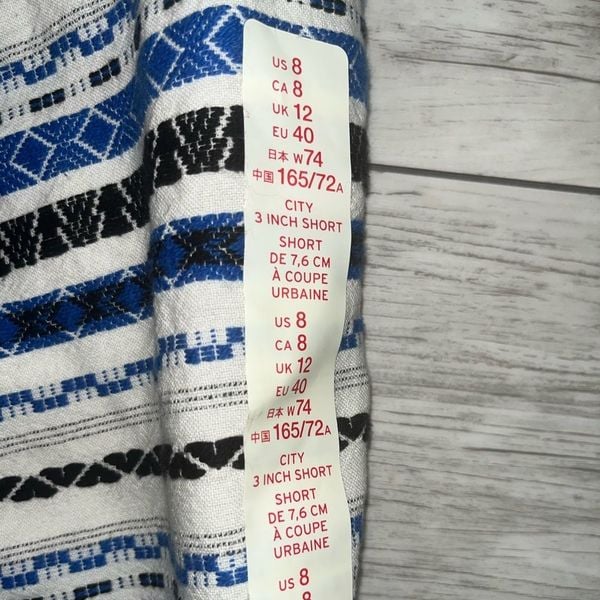 US 8
CA 8
UK 12
EU 40
日本 W74
中国 165/72A
CITY
3 INCH SHORT
SHORT
DE 7,6 CM
À COUPE
URBAINE
US 8
CA 8
UK 12
EU 40
日本 W74
中国 165/72A
CITY
3 INCH SHORT
SHORT
DE 7,6 CM
À COUPE
URBAINE
US 8
8